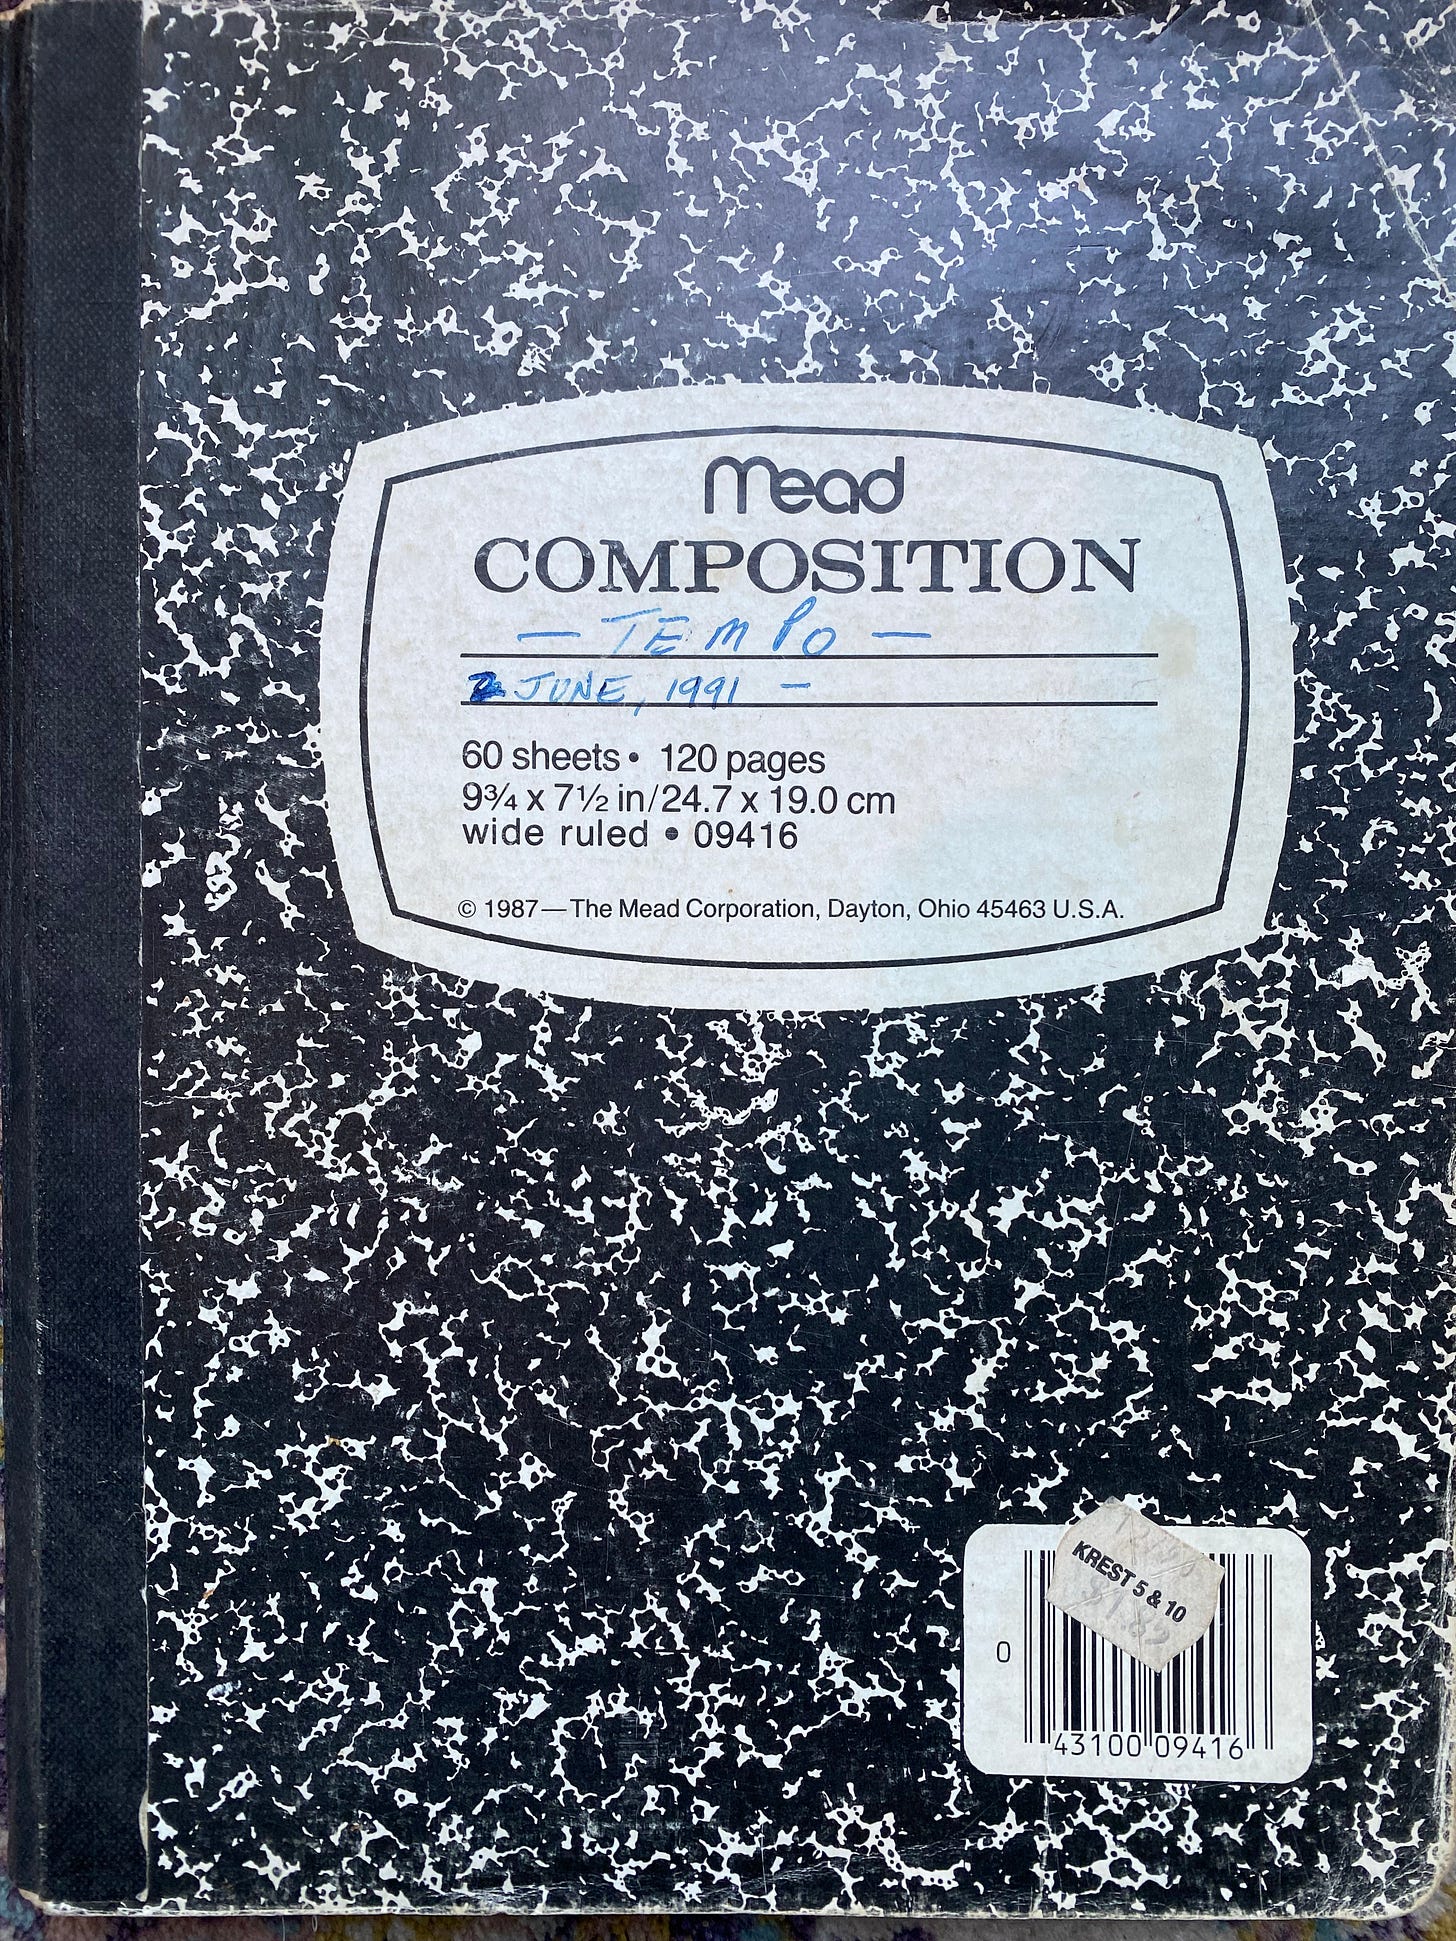 Mead
COMPOSITION
— TEMPO —
2 JUNE, 1991 —
60 sheets • 120 pages
9¾ x 7½ in/24.7 x 19.0 cm
wide ruled • 09416
© 1987—The Mead Corporation, Dayton, Ohio 45463 U.S.A.
KREST 5 & 10
0
43100 09416